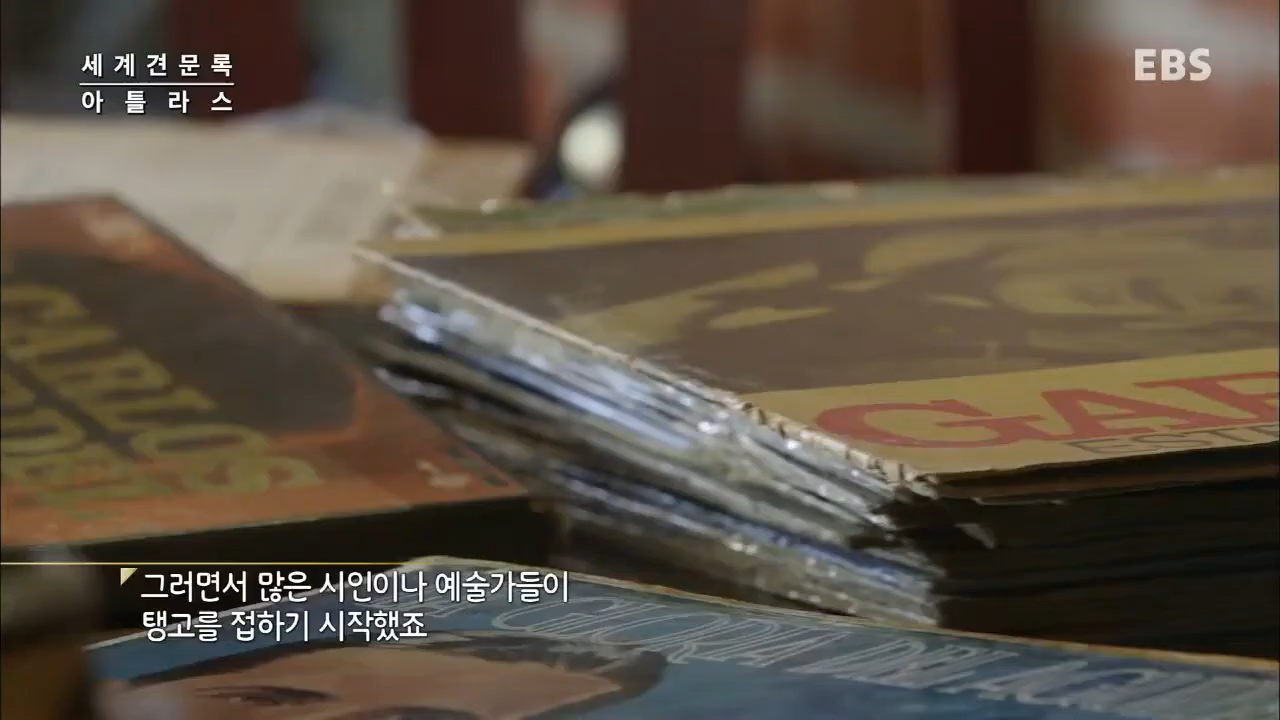 세계견문록
아틀라스
EBS
CARLOS
GAR
그러면서 많은 시인이나 예술가들이
탱고를 접하기 시작했죠